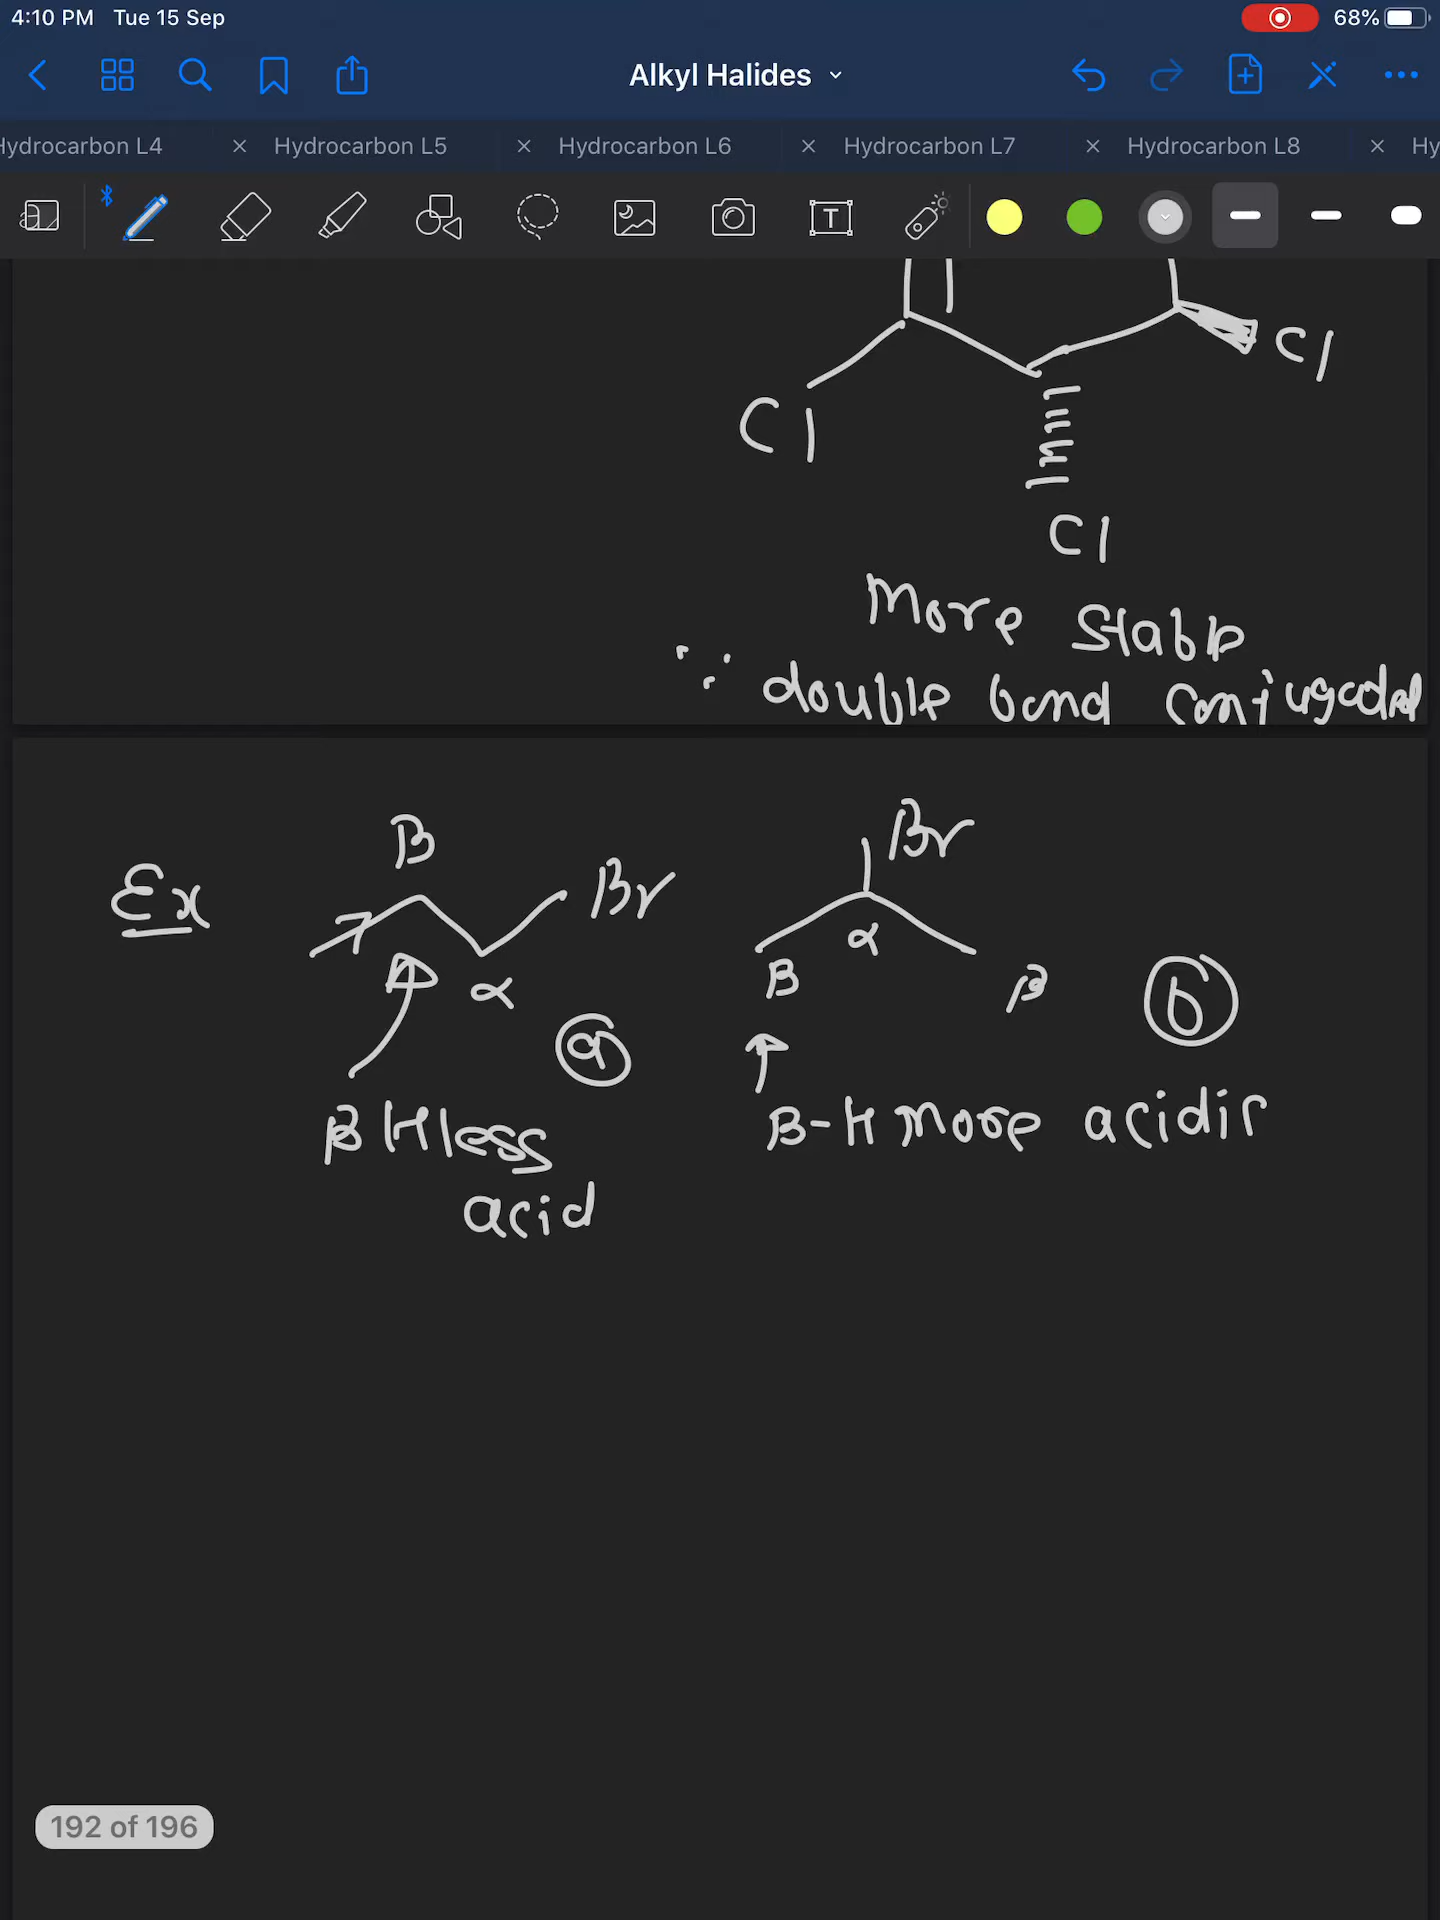 4:10 PM Tue 15 Sep 68%
Alkyl Halides
Hydrocarbon L4 × Hydrocarbon L5 × Hydrocarbon L6 × Hydrocarbon L7 × Hydrocarbon L8 × Hy
Cl
Cl
Cl
More Stable
∵ double bond conjugated
Ex
β
Br
α
a
Br
α
β
β
b
β H less
acid
β-H more acidic
192 of 196